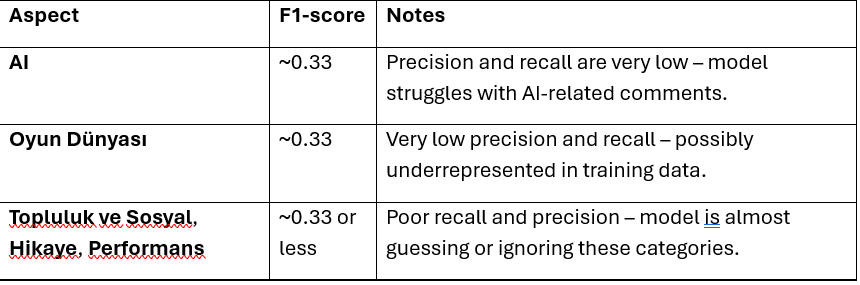 Aspect F1-score Notes
AI ~0.33 Precision and recall are very low – model
struggles with AI-related comments.
Oyun Dünyası ~0.33 Very low precision and recall – possibly
underrepresented in training data.
Topluluk ve Sosyal, ~0.33 or Poor recall and precision – model is almost
Hikaye, Performans less guessing or ignoring these categories.